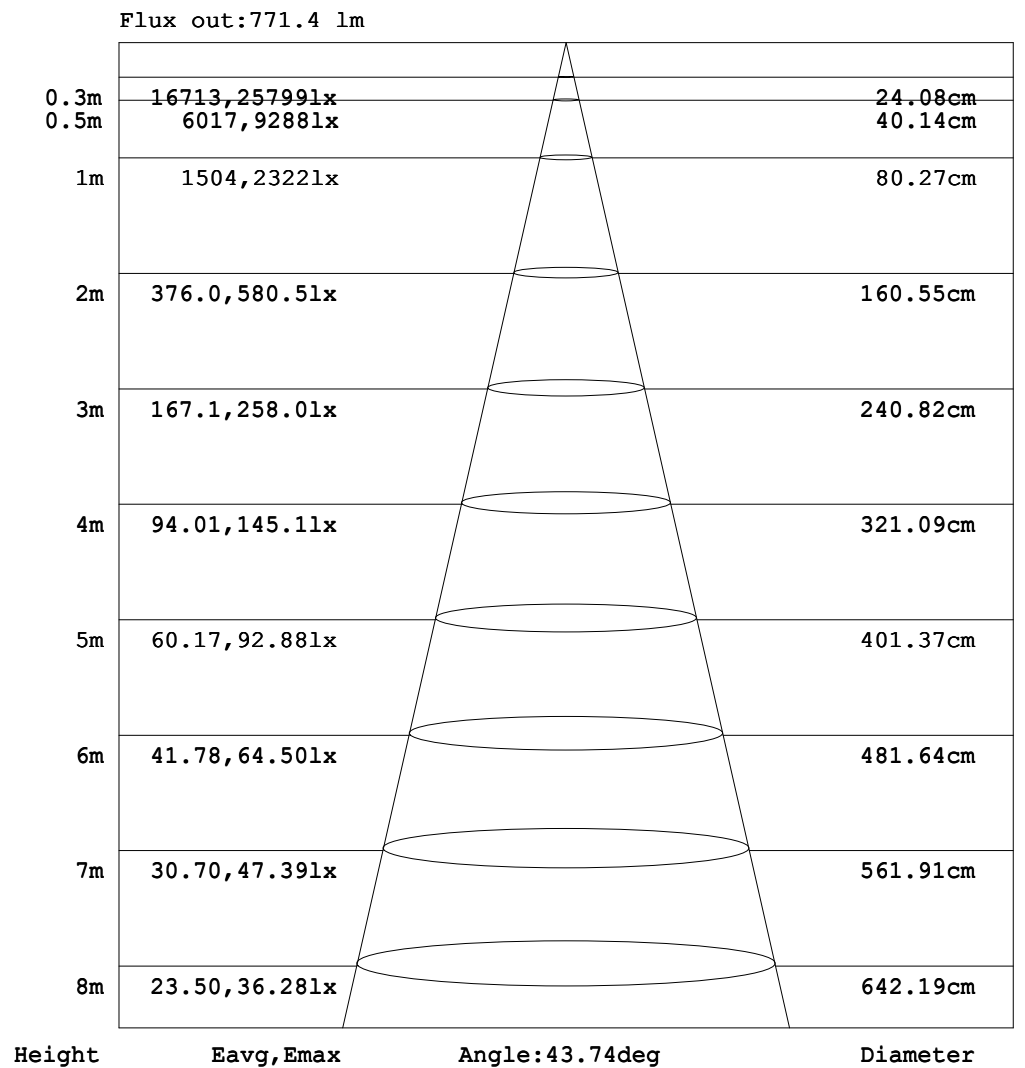 Flux out:771.4 lm
0.3m 16713,25799lx 24.08cm
0.5m 6017,9288lx 40.14cm
1m 1504,2322lx 80.27cm
2m 376.0,580.5lx 160.55cm
3m 167.1,258.0lx 240.82cm
4m 94.01,145.1lx 321.09cm
5m 60.17,92.88lx 401.37cm
6m 41.78,64.50lx 481.64cm
7m 30.70,47.39lx 561.91cm
8m 23.50,36.28lx 642.19cm
Height Eavg,Emax Angle:43.74deg Diameter